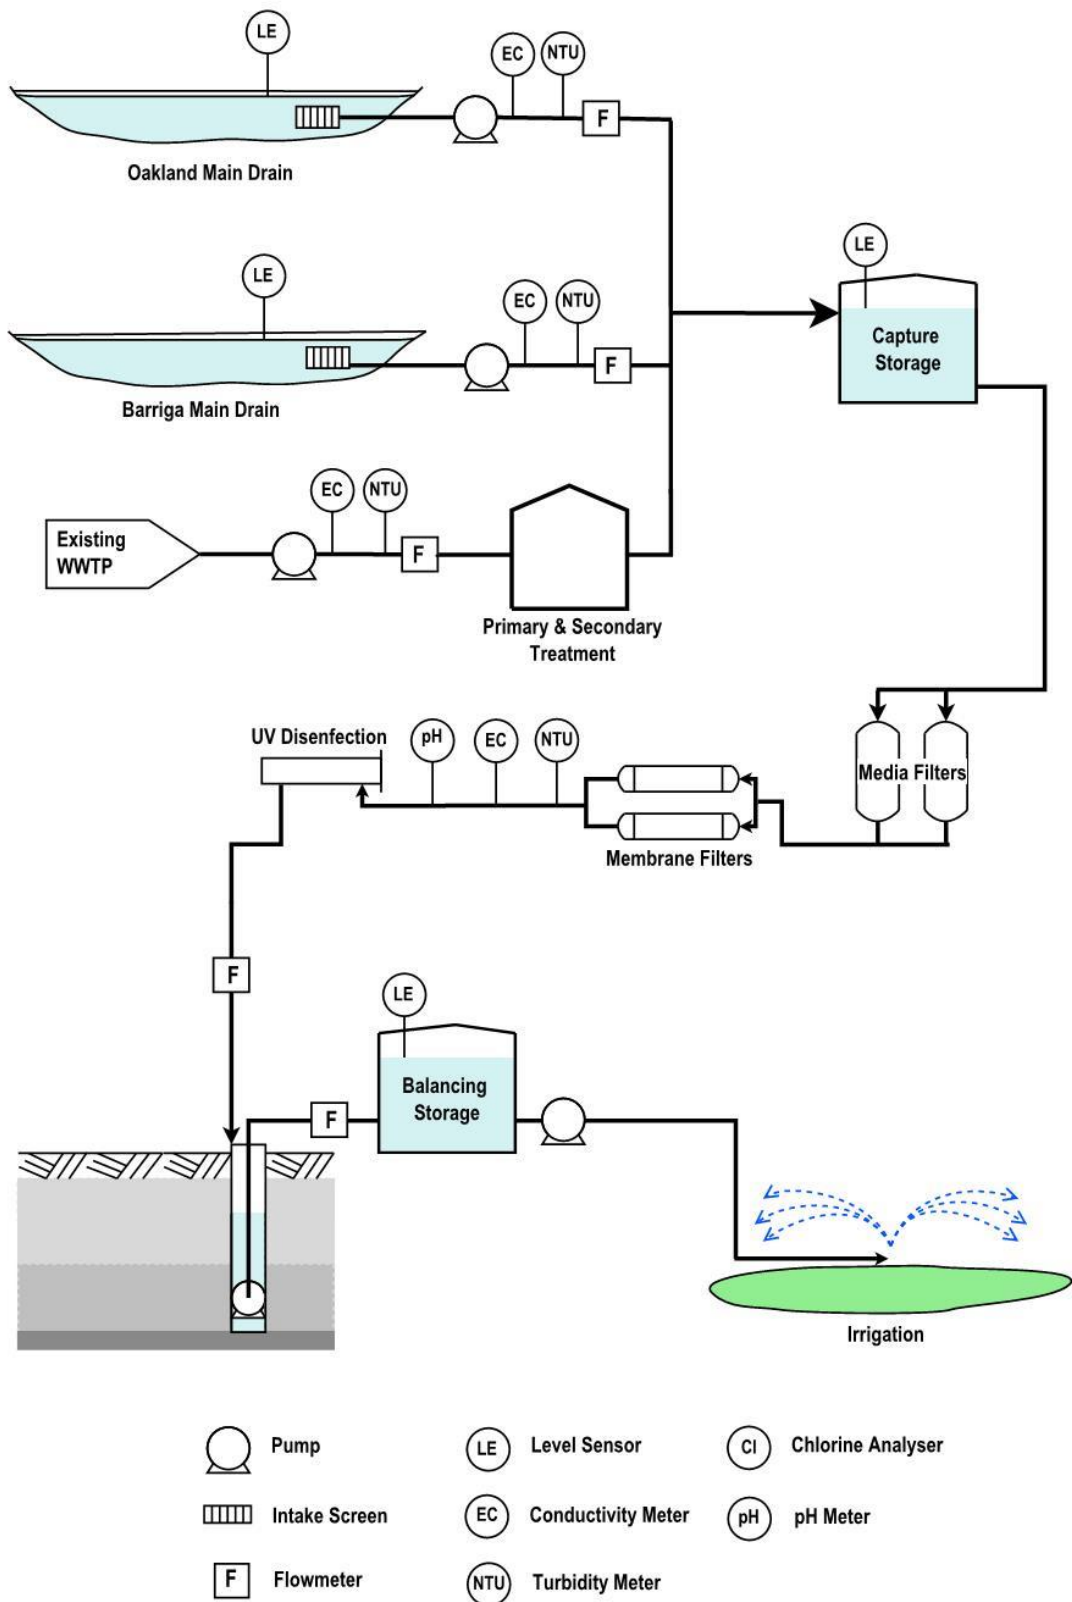 LE
EC
NTU
F
Oakland Main Drain
LE
LE
EC
NTU
F
Capture
Storage
Barriga Main Drain
EC
NTU
Existing
WWTP
F
Primary & Secondary
Treatment
UV Disenfection
pH
EC
NTU
Media Filters
Membrane Filters
F
LE
Balancing
Storage
F
Irrigation
Pump
LE
Level Sensor
Cl
Chlorine Analyser
Intake Screen
EC
Conductivity Meter
pH
pH Meter
F
Flowmeter
NTU
Turbidity Meter